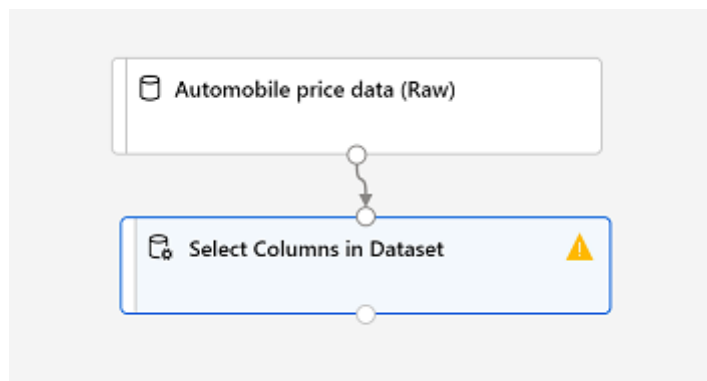 Automobile price data (Raw)
Select Columns in Dataset